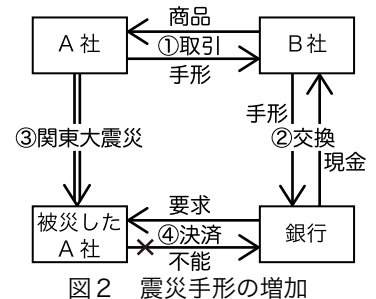 商品
A社
①取引
B社
手形
手形
③関東大震災
②交換
現金
要求
被災した
A社
④決済
銀行
不能
図2 震災手形の増加